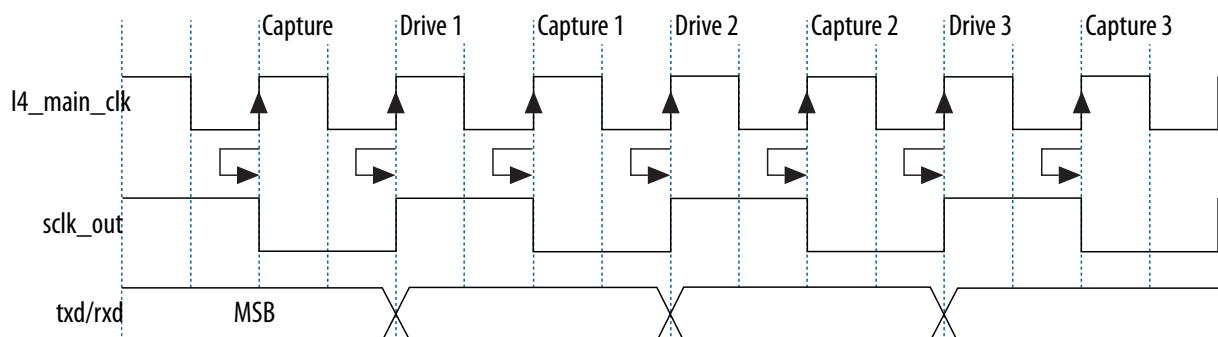 Capture Drive 1 Capture 1 Drive 2 Capture 2 Drive 3 Capture 3
l4_main_clk
sclk_out
txd/rxd MSB